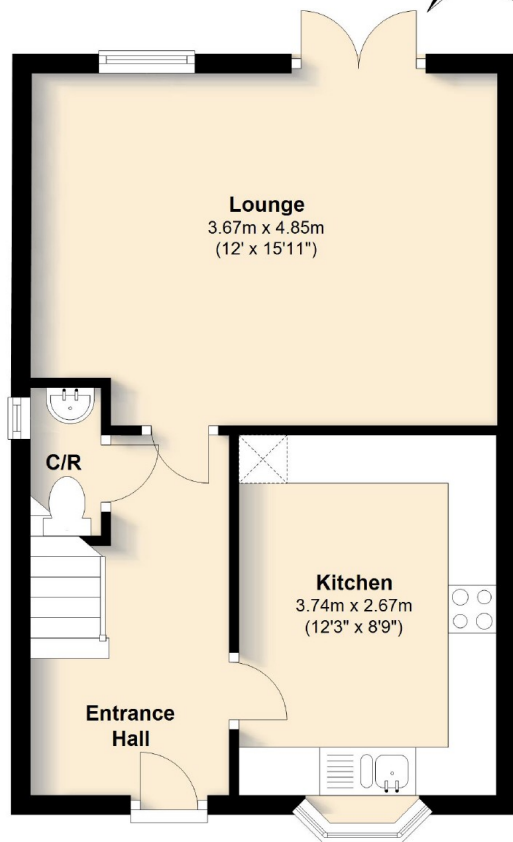 Lounge
3.67m x 4.85m
(12' x 15'11")
C/R
Kitchen
3.74m x 2.67m
(12'3" x 8'9")
Entrance
Hall